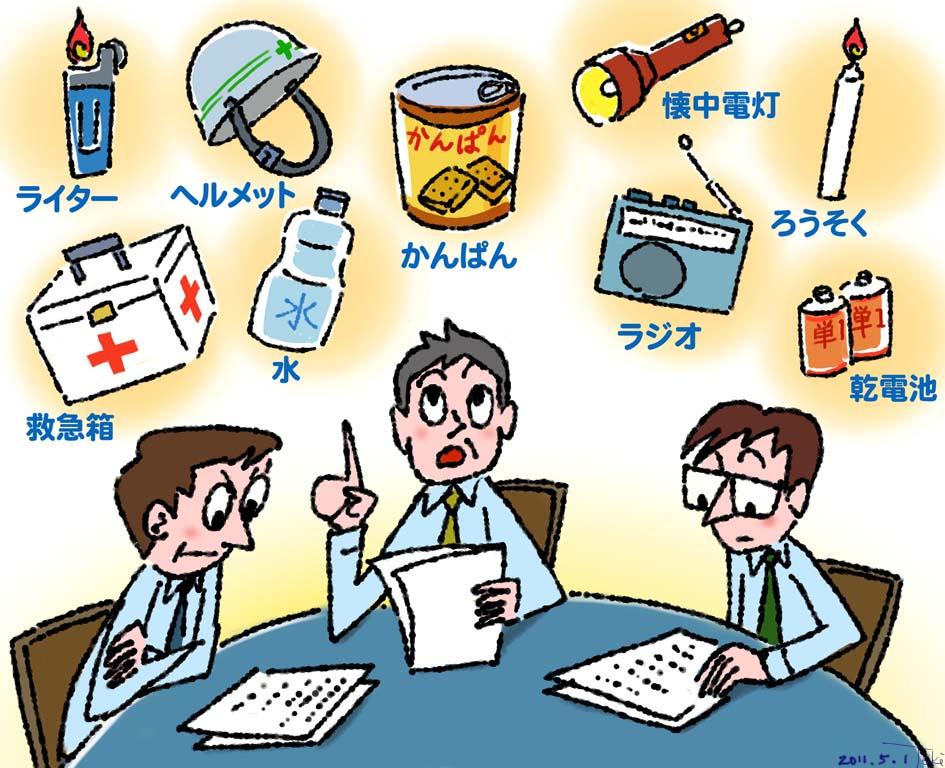 ライター
ヘルメット
かんぱん
かんぱん
懐中電灯
ろうそく
救急箱
水
水
ラジオ
単1
単1
乾電池
2011.5.1